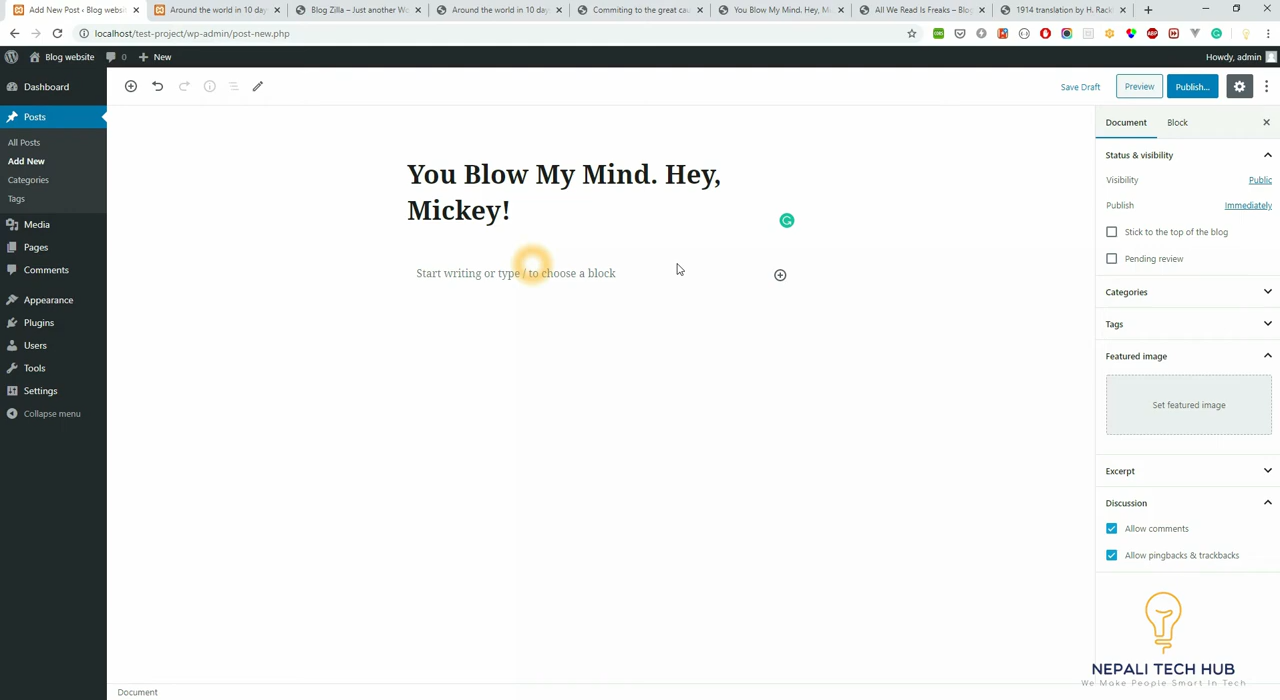 Add New Post ‹ Blog websit
Around the world in 10 day
Blog Zilla – Just another Wo
Around the world in 10 day
Commiting to the great cau
You Blow My Mind. Hey, M
All We Read Is Freaks – Blog
1914 translation by H. Rack
localhost/test-project/wp-admin/post-new.php
Blog website
0
New
Howdy, admin
Dashboard
Save Draft
Preview
Publish...
Posts
All Posts
Add New
Categories
Tags
Media
Pages
Comments
Appearance
Plugins
Users
Tools
Settings
Collapse menu
You Blow My Mind. Hey,
Mickey!
Start writing or type / to choose a block
Document
Block
Status & visibility
Visibility
Public
Publish
Immediately
Stick to the top of the blog
Pending review
Categories
Tags
Featured image
Set featured image
Excerpt
Discussion
Allow comments
Allow pingbacks & trackbacks
NEPALI TECH HUB
We Make People Smart In Tech
Document